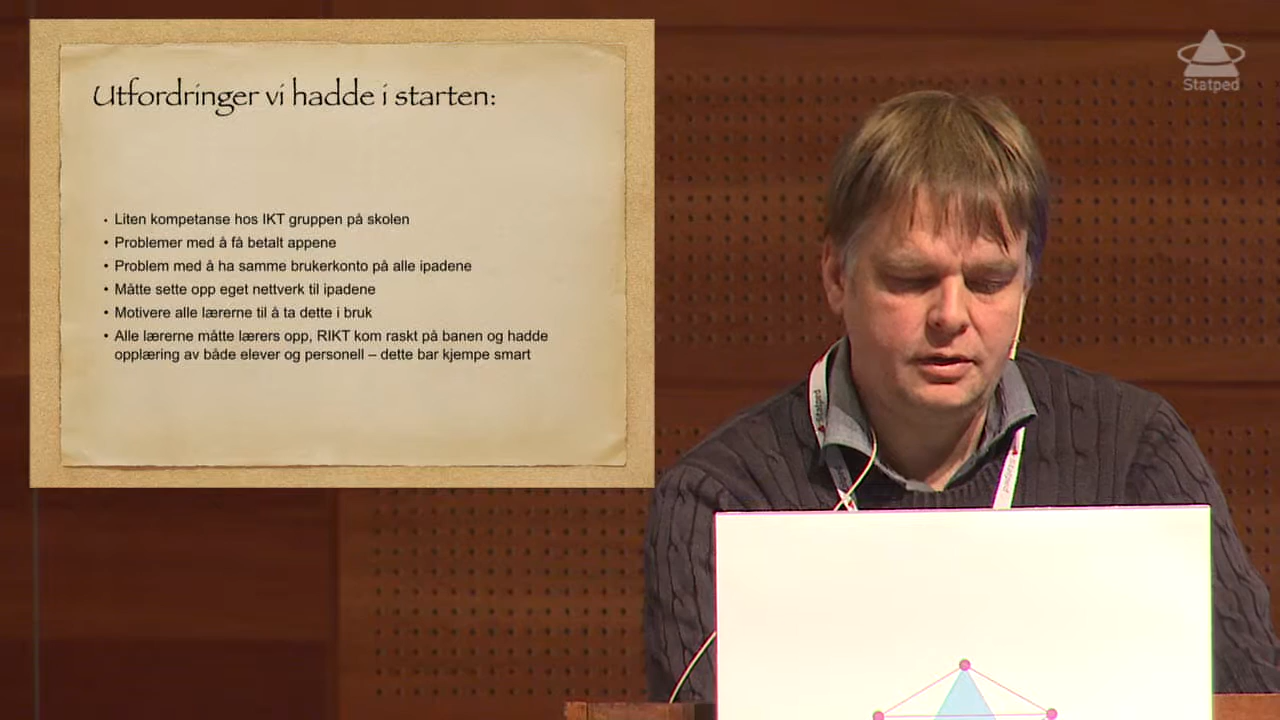 Utfordringer vi hadde i starten:
• Liten kompetanse hos IKT gruppen på skolen
• Problemer med å få betalt appene
• Problem med å ha samme brukerkonto på alle ipadene
• Måtte sette opp eget nettverk til ipadene
• Motivere alle lærerne til å ta dette i bruk
• Alle lærerne måtte lærers opp, RIKT kom raskt på banen og hadde
opplæring av både elever og personell – dette bar kjempe smart
Statped
Statped